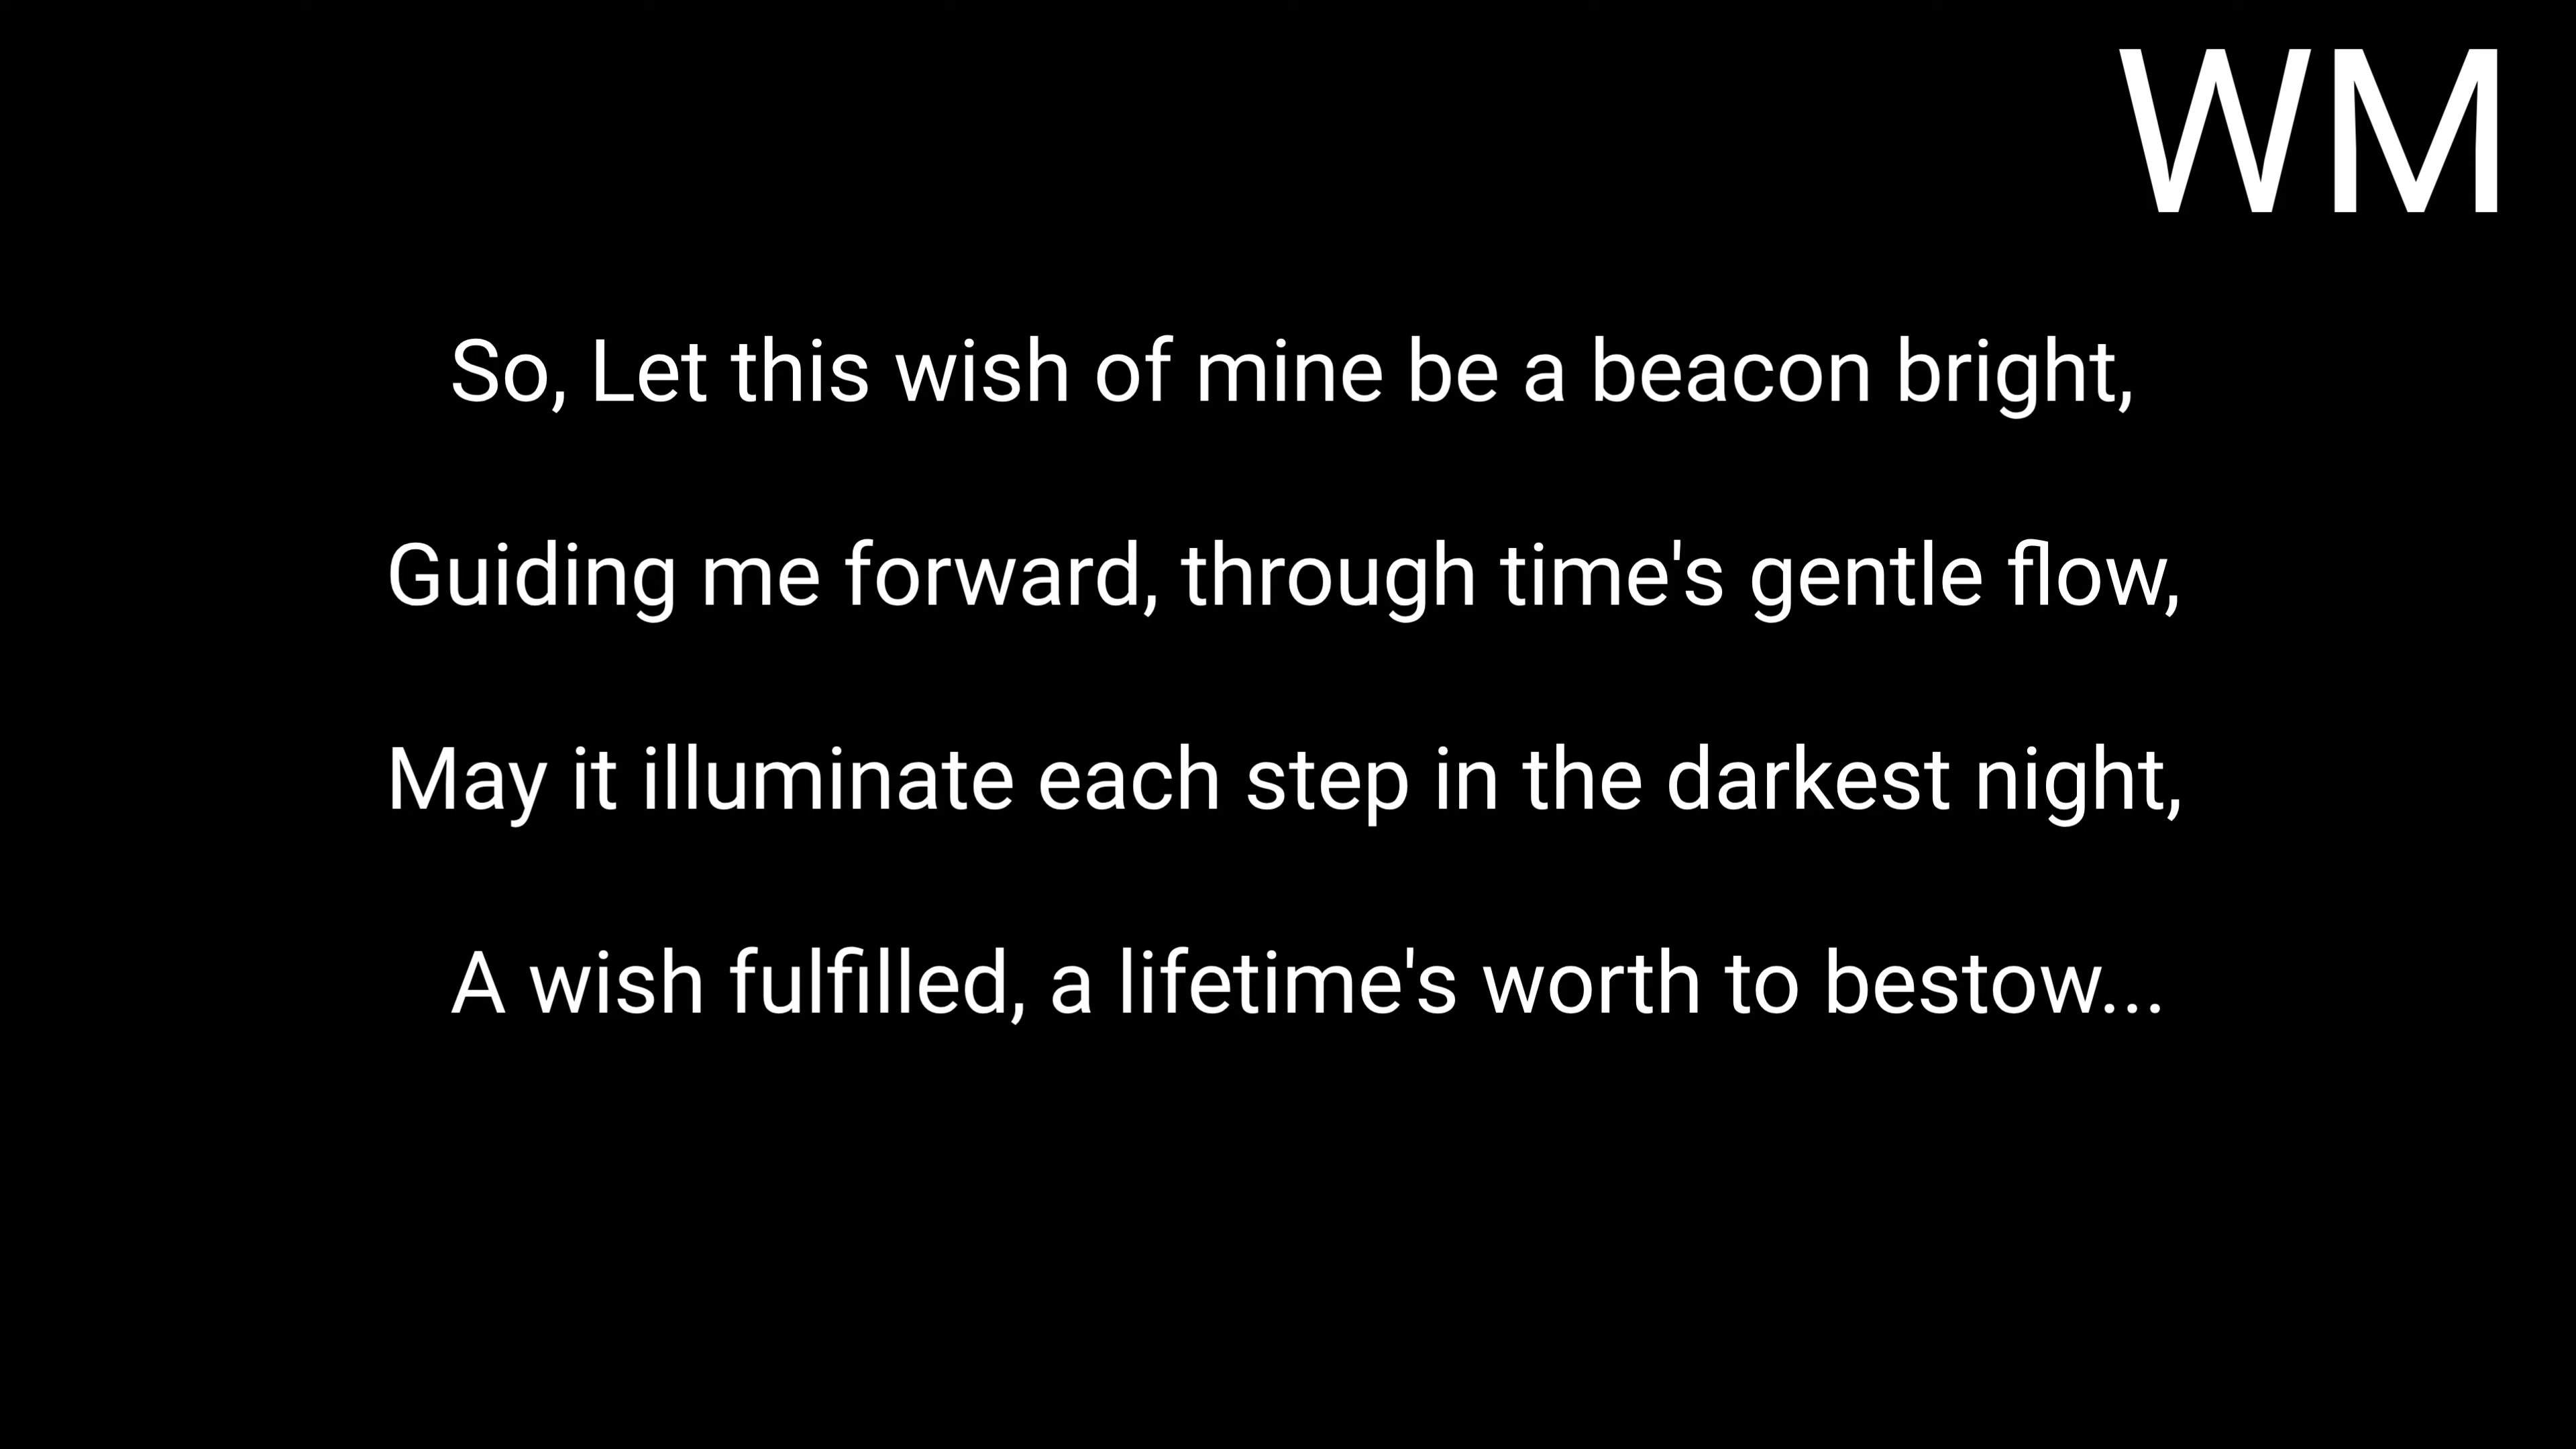 WM
So, Let this wish of mine be a beacon bright,
Guiding me forward, through time's gentle flow,
May it illuminate each step in the darkest night,
A wish fulfilled, a lifetime's worth to bestow...